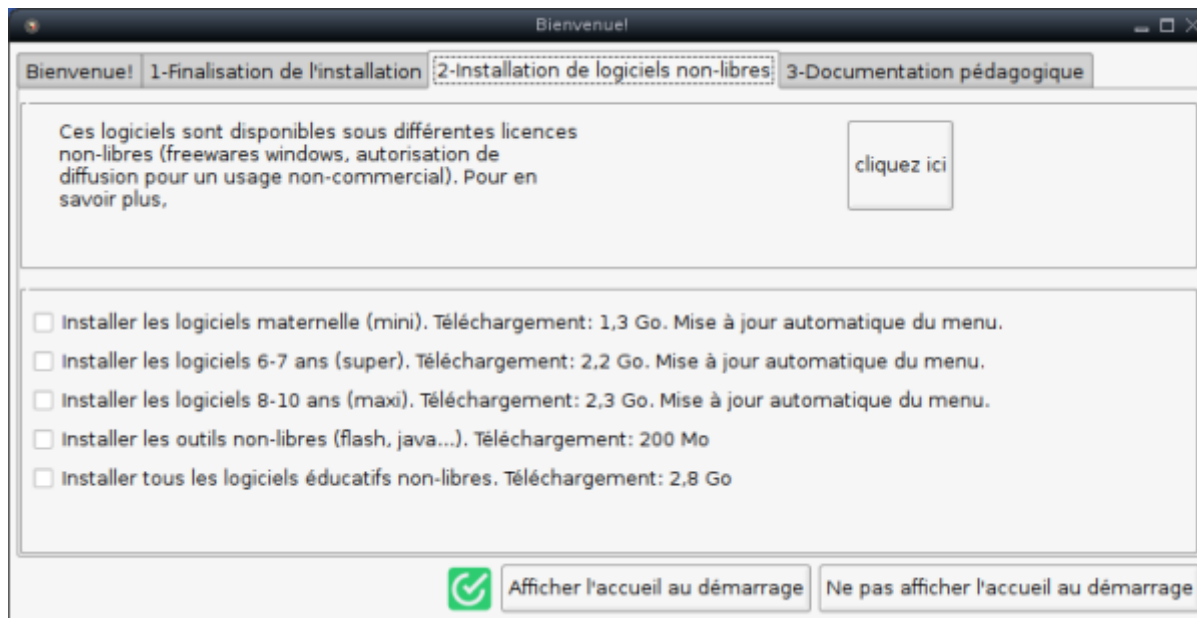 Bienvenue!
Bienvenue! 1-Finalisation de l'installation 2-Installation de logiciels non-libres 3-Documentation pédagogique
Ces logiciels sont disponibles sous différentes licences
non-libres (freewares windows, autorisation de
diffusion pour un usage non-commercial). Pour en
savoir plus,
cliquez ici
Installer les logiciels maternelle (mini). Téléchargement: 1,3 Go. Mise à jour automatique du menu.
Installer les logiciels 6-7 ans (super). Téléchargement: 2,2 Go. Mise à jour automatique du menu.
Installer les logiciels 8-10 ans (maxi). Téléchargement: 2,3 Go. Mise à jour automatique du menu.
Installer les outils non-libres (flash, java...). Téléchargement: 200 Mo
Installer tous les logiciels éducatifs non-libres. Téléchargement: 2,8 Go
Afficher l'accueil au démarrage Ne pas afficher l'accueil au démarrage